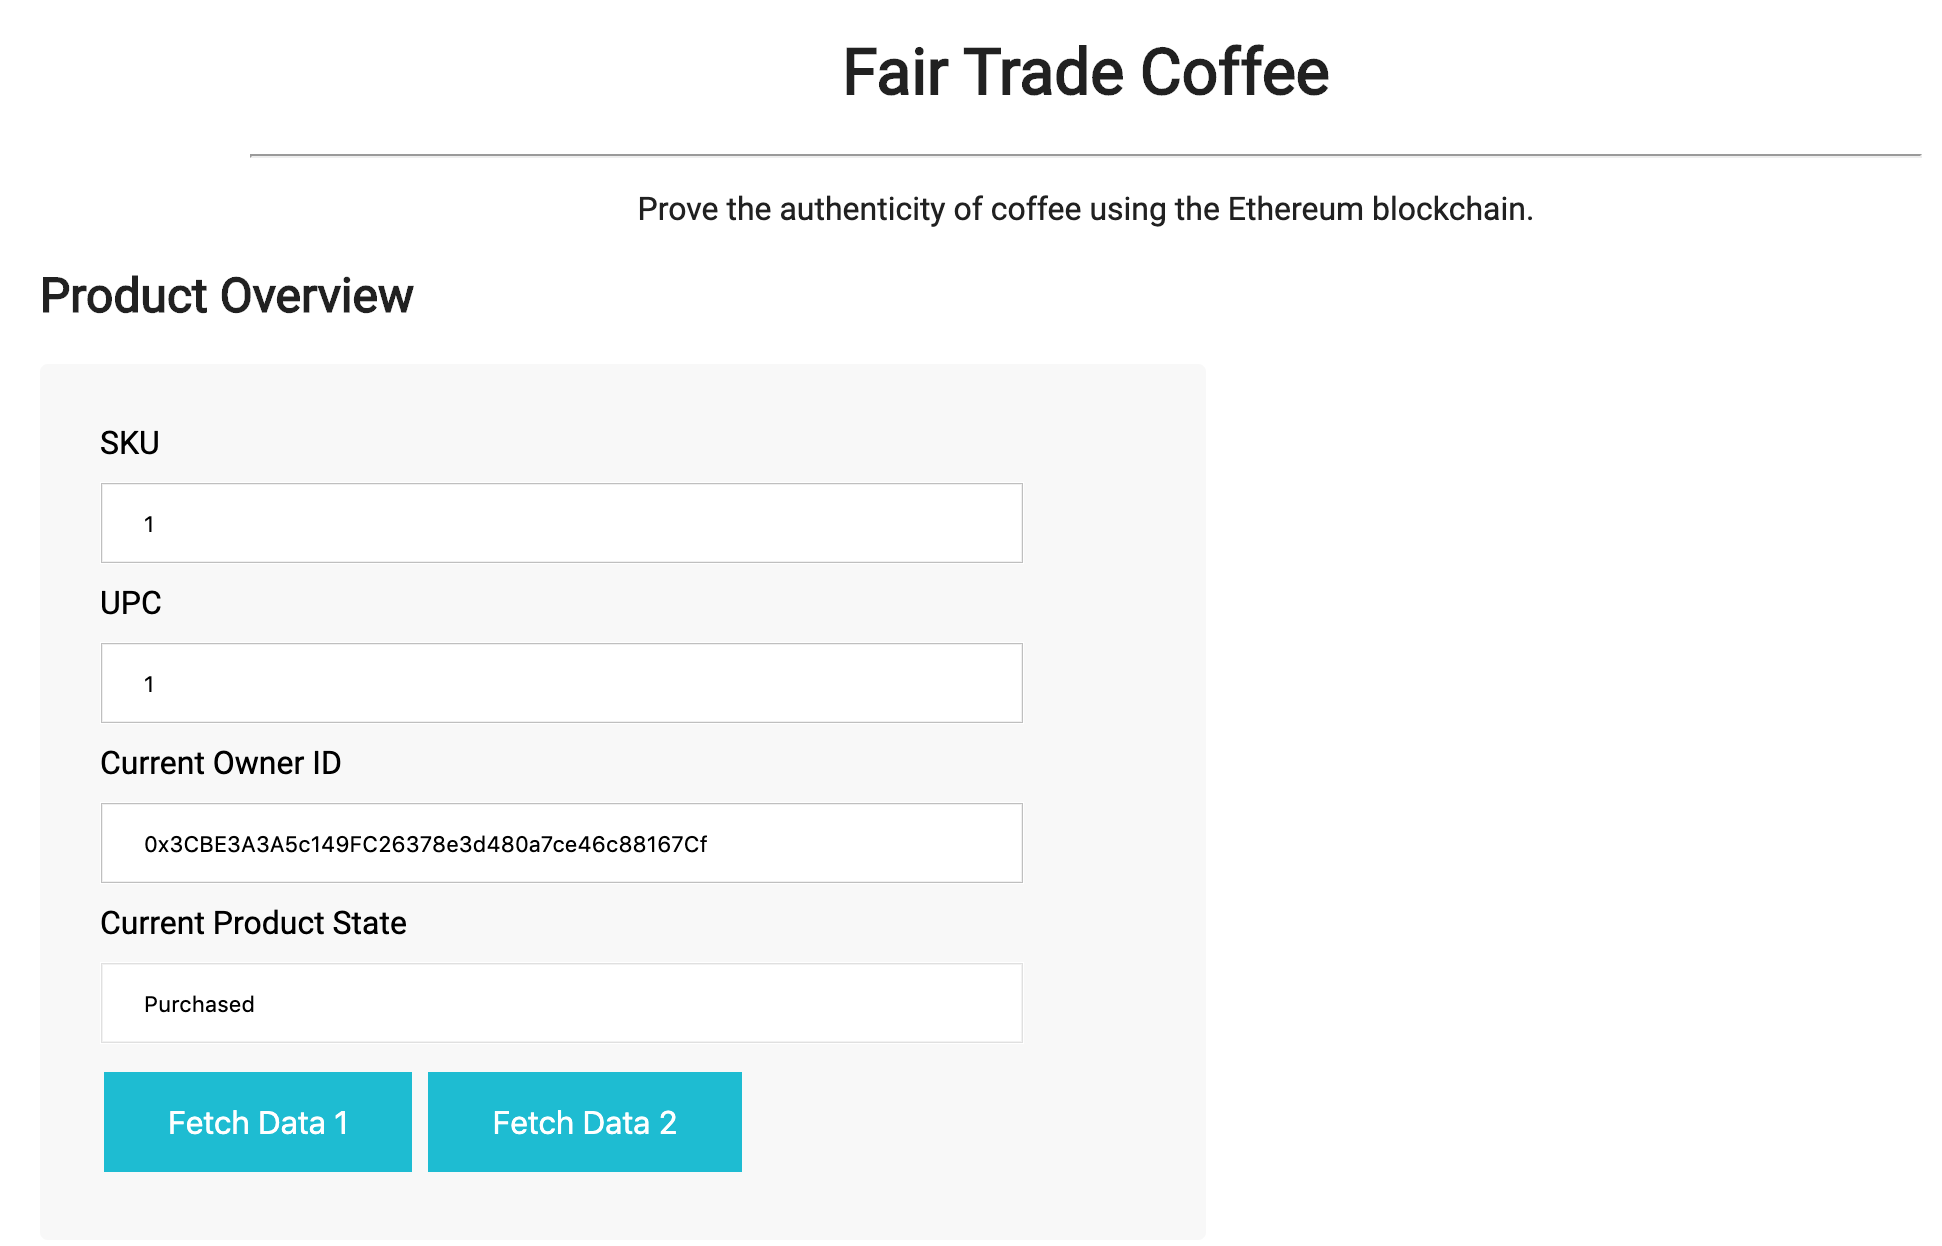 Fair Trade Coffee
Prove the authenticity of coffee using the Ethereum blockchain.
Product Overview
SKU
1
UPC
1
Current Owner ID
0x3CBE3A3A5c149FC26378e3d480a7ce46c88167Cf
Current Product State
Purchased
Fetch Data 1 Fetch Data 2